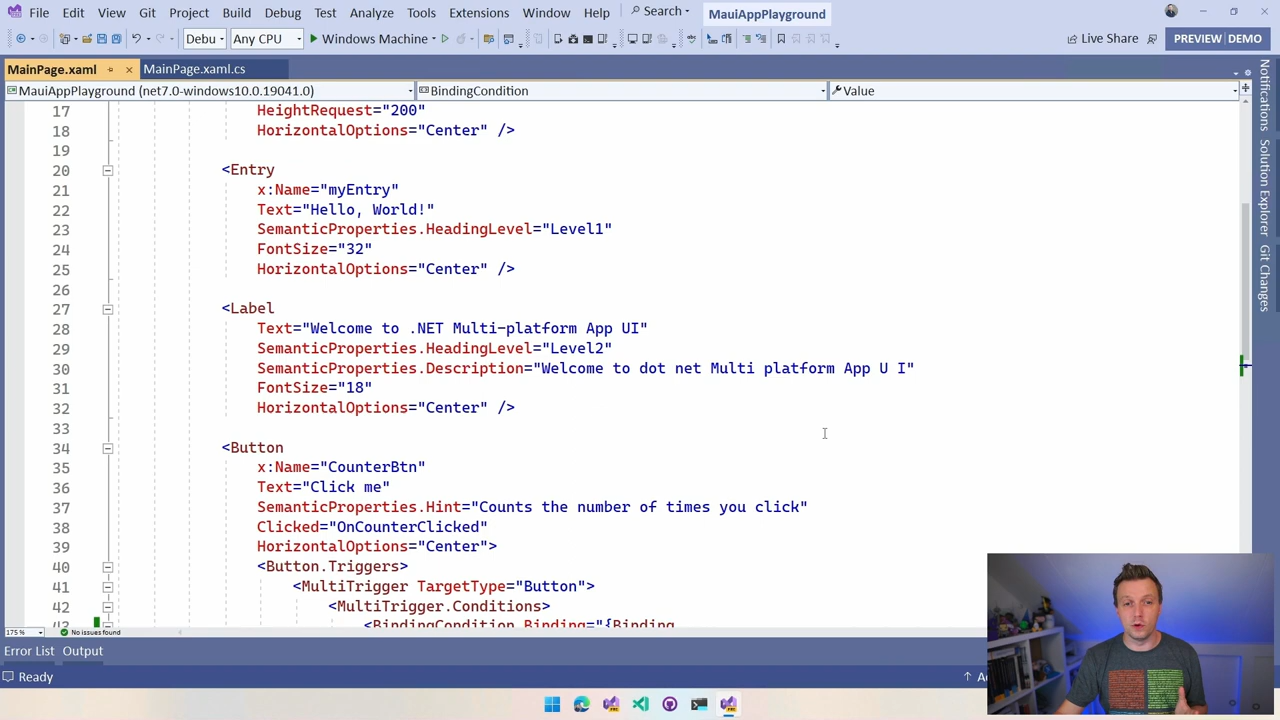 File Edit View Git Project Build Debug Test Analyze Tools Extensions Window Help Search MauiAppPlayground
Debu Any CPU Windows Machine Live Share PREVIEW DEMO
MainPage.xaml MainPage.xaml.cs
MauiAppPlayground (net7.0-windows10.0.19041.0) BindingCondition Value
17 HeightRequest="200"
18 HorizontalOptions="Center" />
19
20 <Entry
21 x:Name="myEntry"
22 Text="Hello, World!"
23 SemanticProperties.HeadingLevel="Level1"
24 FontSize="32"
25 HorizontalOptions="Center" />
26
27 <Label
28 Text="Welcome to .NET Multi-platform App UI"
29 SemanticProperties.HeadingLevel="Level2"
30 SemanticProperties.Description="Welcome to dot net Multi platform App U I"
31 FontSize="18"
32 HorizontalOptions="Center" />
33
34 <Button
35 x:Name="CounterBtn"
36 Text="Click me"
37 SemanticProperties.Hint="Counts the number of times you click"
38 Clicked="OnCounterClicked"
39 HorizontalOptions="Center">
40 <Button.Triggers>
41 <MultiTrigger TargetType="Button">
42 <MultiTrigger.Conditions>
43 <BindingCondition Binding="{Binding
175 % No issues found
Error List Output
Ready
Notifications
Solution Explorer
Git Changes